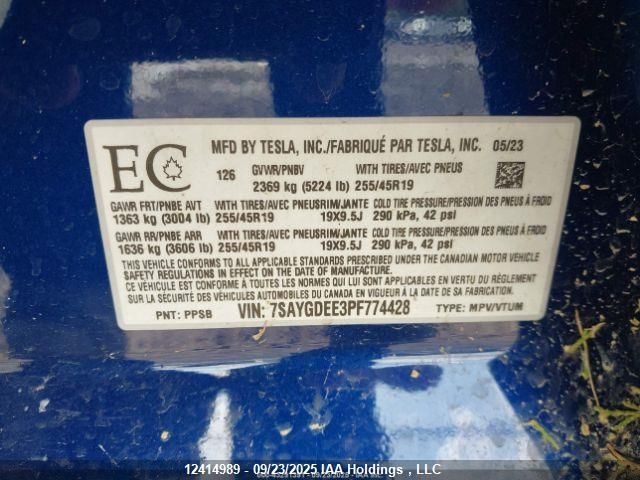 MFD BY TESLA, INC./FABRIQUÉ PAR TESLA, INC. 05/23
EC
126 GVWR/PNBV WITH TIRES/AVEC PNEUS
2369 kg (5224 lb) 255/45R19
GAWR FRT/PNBE AVT WITH TIRES/AVEC PNEUS RIM/JANTE COLD TIRE PRESSURE/PRESSION DES PNEUS À FROID
1363 kg (3004 lb) 255/45R19 19X9.5J 290 kPa, 42 psi
GAWR RR/PNBE ARR WITH TIRES/AVEC PNEUS RIM/JANTE COLD TIRE PRESSURE/PRESSION DES PNEUS À FROID
1636 kg (3606 lb) 255/45R19 19X9.5J 290 kPa, 42 psi
THIS VEHICLE CONFORMS TO ALL APPLICABLE STANDARDS PRESCRIBED UNDER THE CANADIAN MOTOR VEHICLE
SAFETY REGULATIONS IN EFFECT ON THE DATE OF MANUFACTURE.
CE VÉHICULE EST CONFORME À TOUTES LES NORMES QUI LUI SONT APPLICABLES EN VERTU DU RÈGLEMENT
SUR LA SÉCURITÉ DES VÉHICULES AUTOMOBILES DU CANADA EN VIGUEUR À LA DATE DE SA FABRICATION.
PNT: PPSB VIN: 7SAYGDEE3PF774428 TYPE: MPV/VTUM
12414989 - 09/23/2025 IAA Holdings , LLC